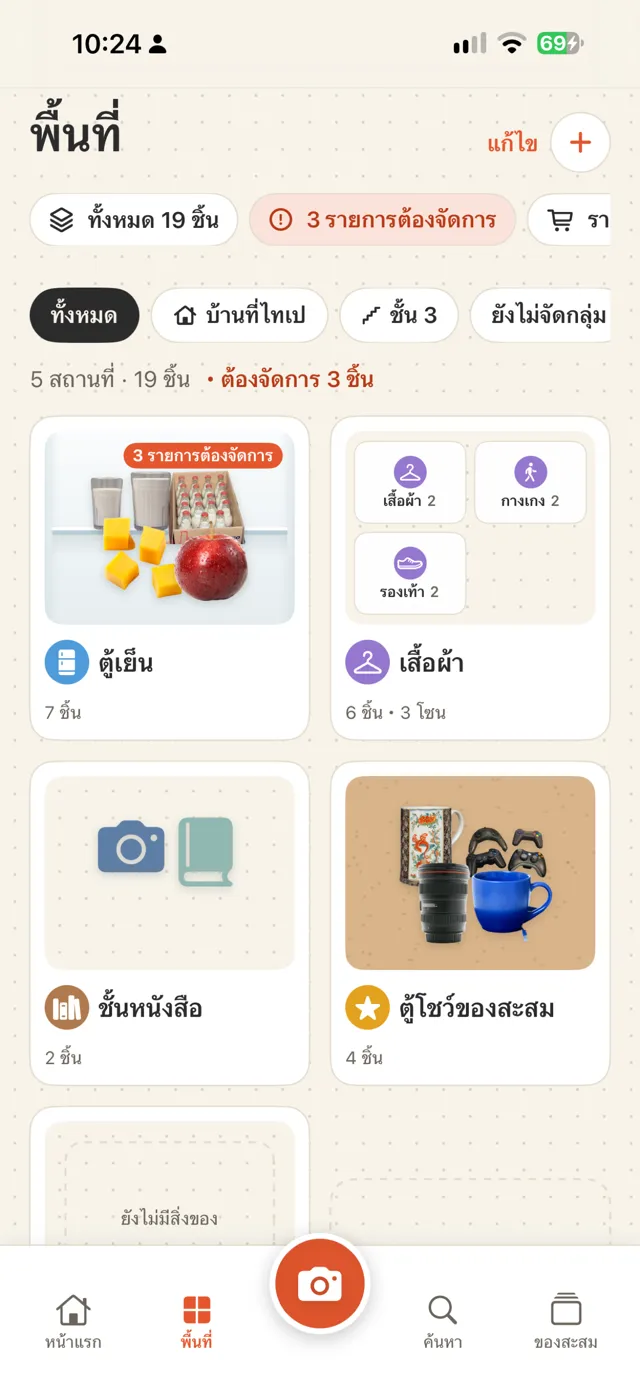 10:24
69
พื้นที่
แก้ไข
ทั้งหมด 19 ชิ้น
3 รายการต้องจัดการ
รา
ทั้งหมด
บ้านที่ไทเป
ชั้น 3
ยังไม่จัดกลุ่ม
5 สถานที่ · 19 ชิ้น • ต้องจัดการ 3 ชิ้น
3 รายการต้องจัดการ
เสื้อผ้า 2
กางเกง 2
รองเท้า 2
ตู้เย็น
7 ชิ้น
เสื้อผ้า
6 ชิ้น • 3 โซน
ชั้นหนังสือ
2 ชิ้น
ตู้โชว์ของสะสม
4 ชิ้น
ยังไม่มีสิ่งของ
หน้าแรก
พื้นที่
ค้นหา
ของสะสม